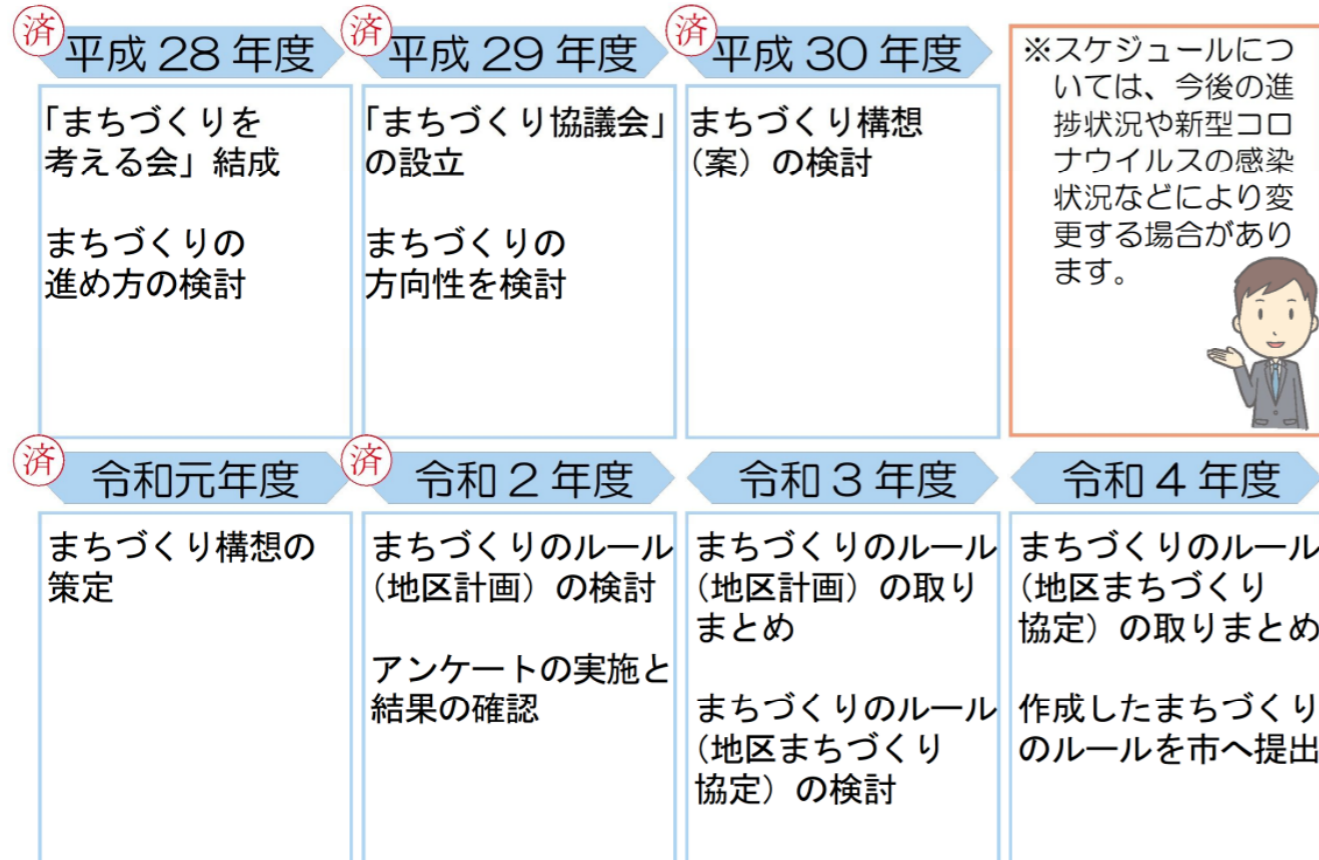 済
平成 28 年度
「まちづくりを
考える会」結成
まちづくりの
進め方の検討
済
平成 29 年度
「まちづくり協議会」
の設立
まちづくりの
方向性を検討
済
平成 30 年度
まちづくり構想
（案）の検討
※スケジュールにつ
いては、今後の進
捗状況や新型コロ
ナウイルスの感染
状況などにより変
更する場合があり
ます。
済
令和元年度
まちづくり構想の
策定
済
令和 2 年度
まちづくりのルール
（地区計画）の検討
アンケートの実施と
結果の確認
令和 3 年度
まちづくりのルール
（地区計画）の取り
まとめ
まちづくりのルール
（地区まちづくり
協定）の検討
令和 4 年度
まちづくりのルール
（地区まちづくり
協定）の取りまとめ
作成したまちづくり
のルールを市へ提出